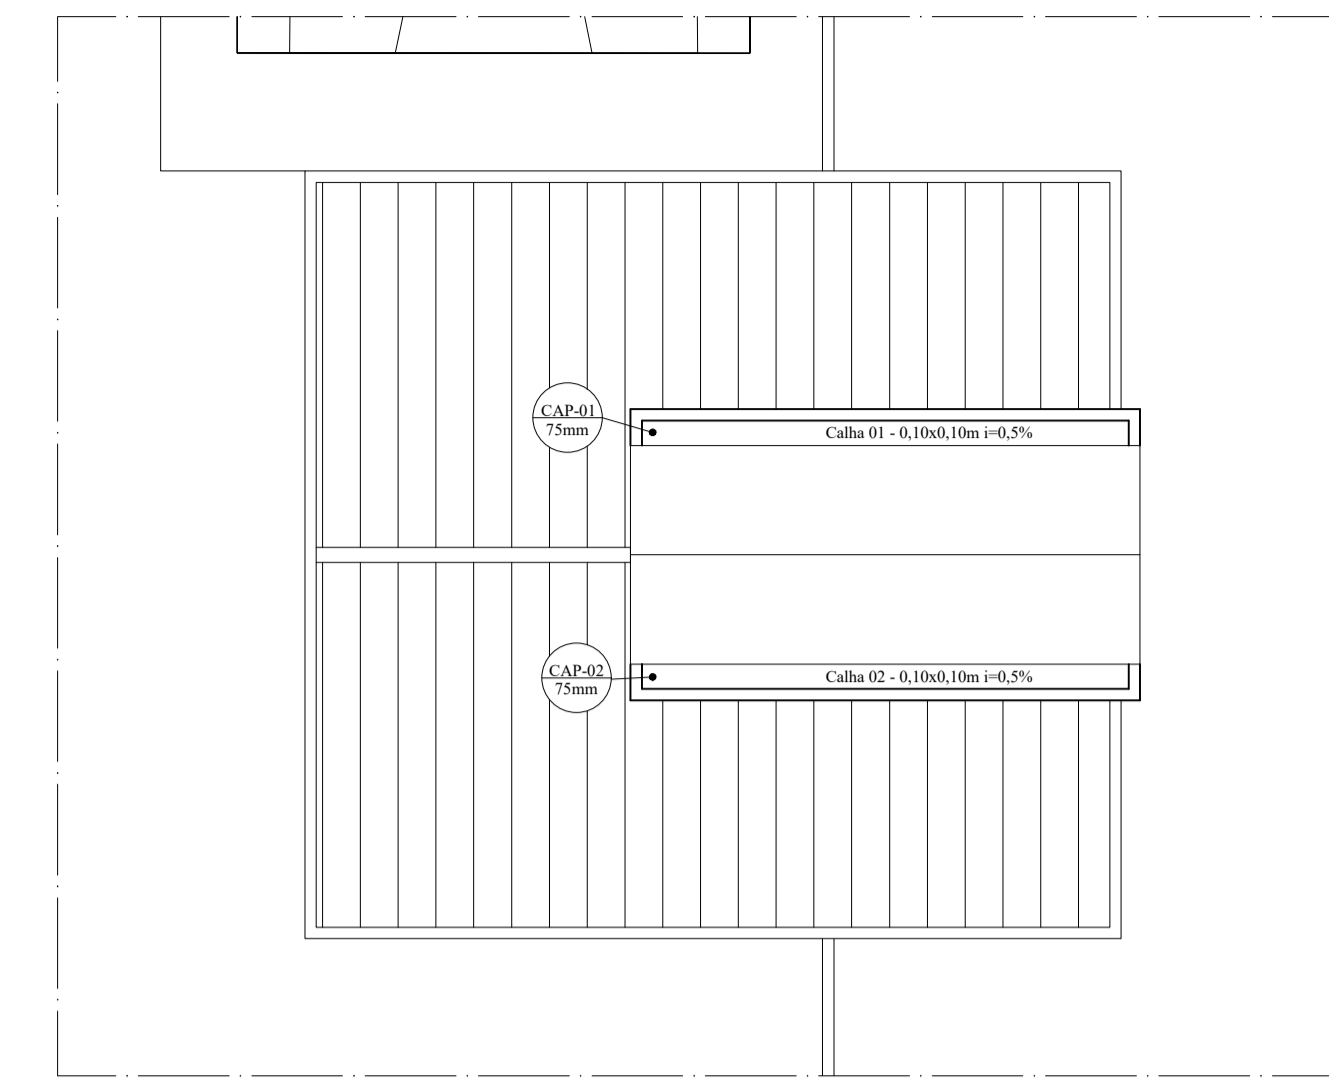 CAP-01
75mm
Calha 01 - 0,10x0,10m i=0,5%
CAP-02
75mm
Calha 02 - 0,10x0,10m i=0,5%